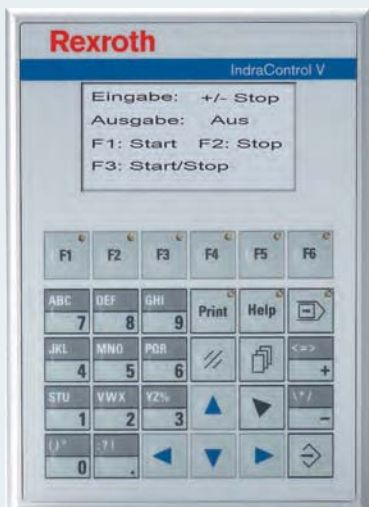 Rexroth
IndraControl V
Eingabe: +/- Stop
Ausgabe: Aus
F1: Start F2: Stop
F3: Start/Stop
F1 F2 F3 F4 F5 F6
ABC DEF GHI
7 8 9 Print Help
JKL MNO PQR <=>
4 5 6 +
STU VWX YZ% \*/
1 2 3 -
()° :?!
0 .